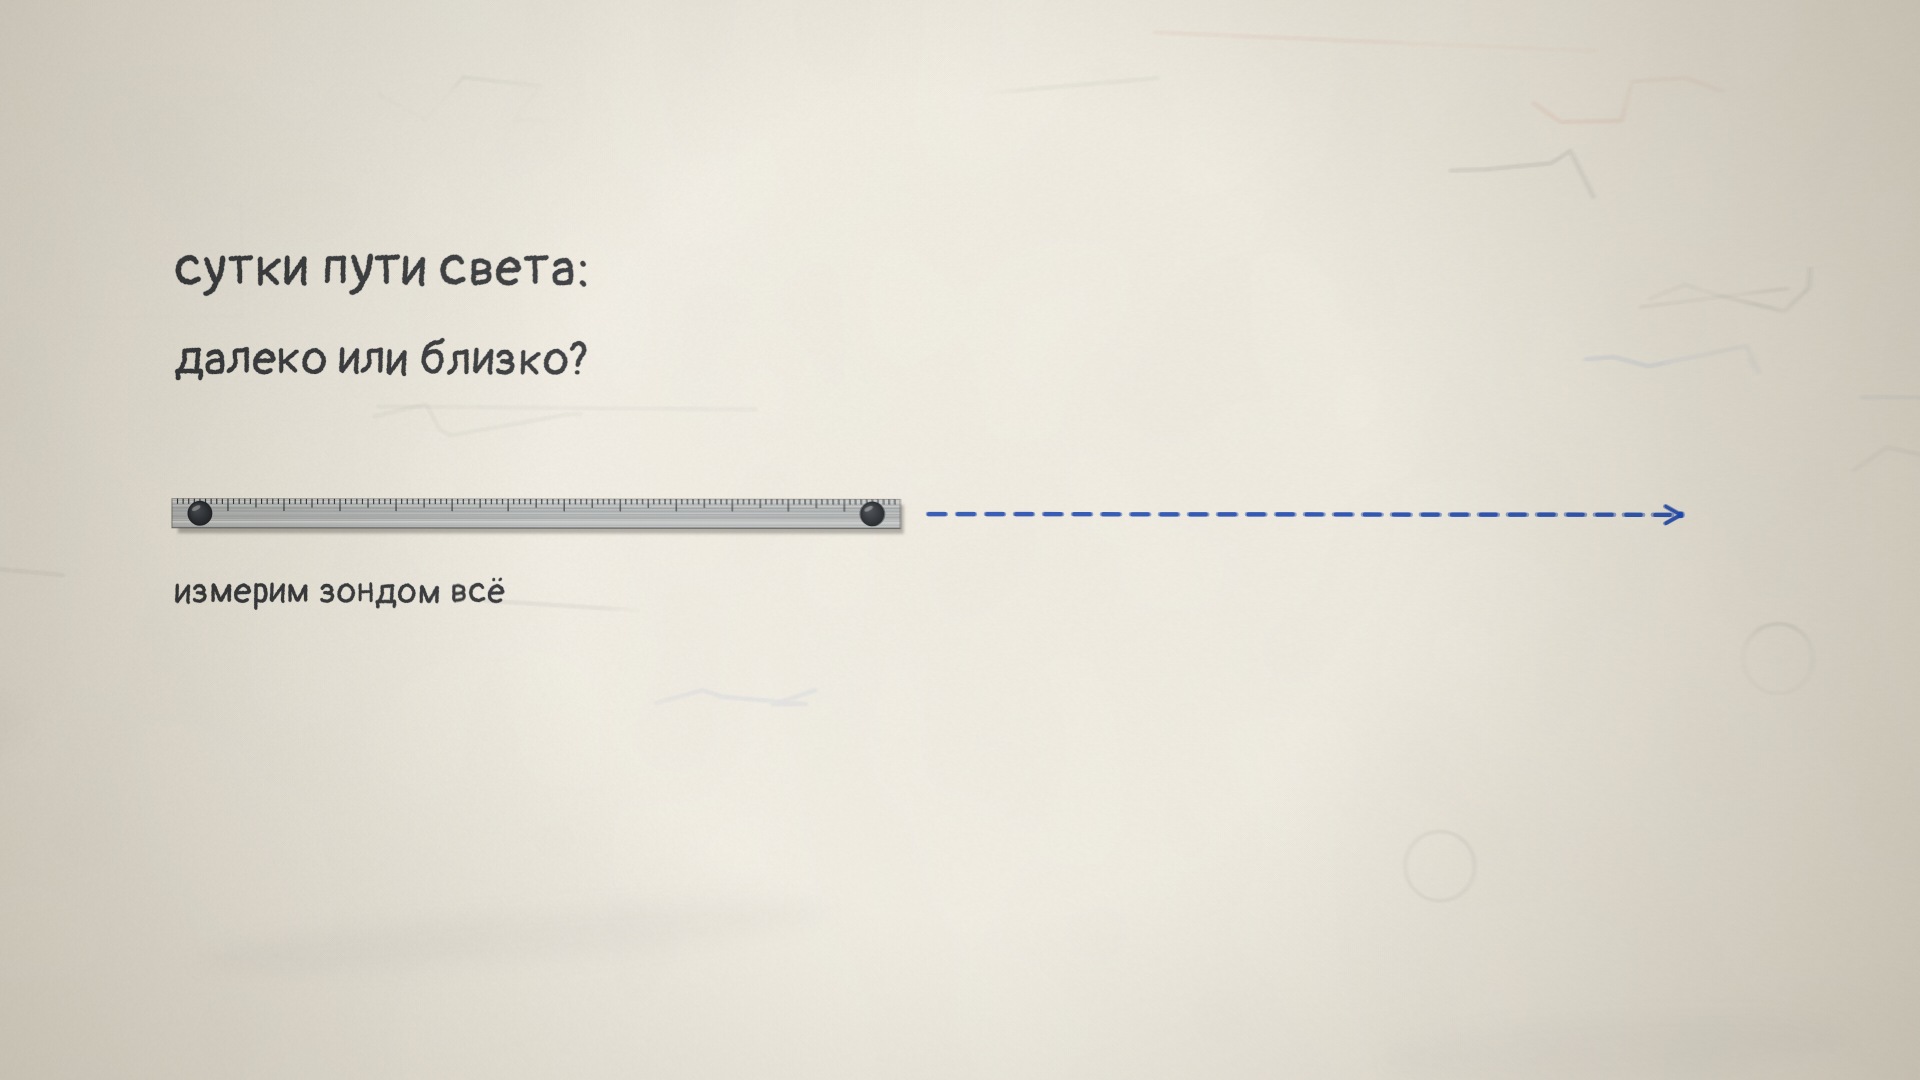 сутки пути света:
далеко или близко?
измерим зондом всё